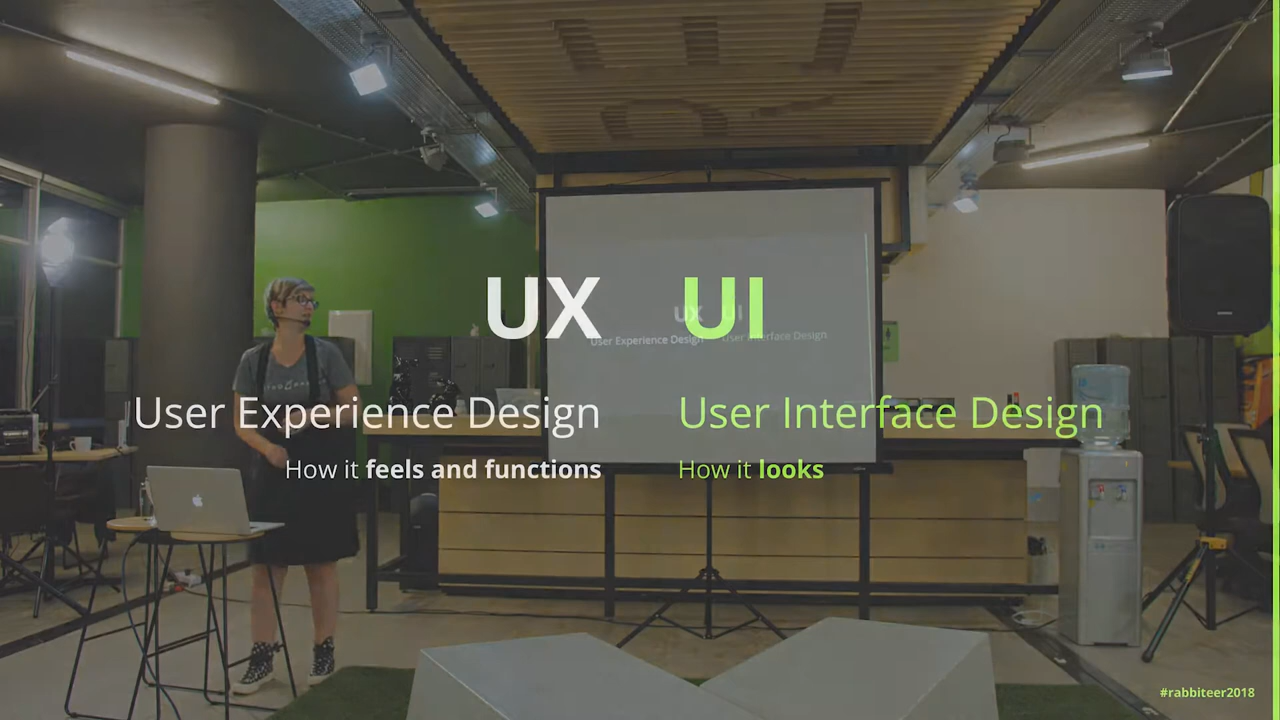 UX UI
User Experience Design User Interface Design
How it feels and functions How it looks
UX UI
User Experience Design User Interface Design
#rabbiteer2018